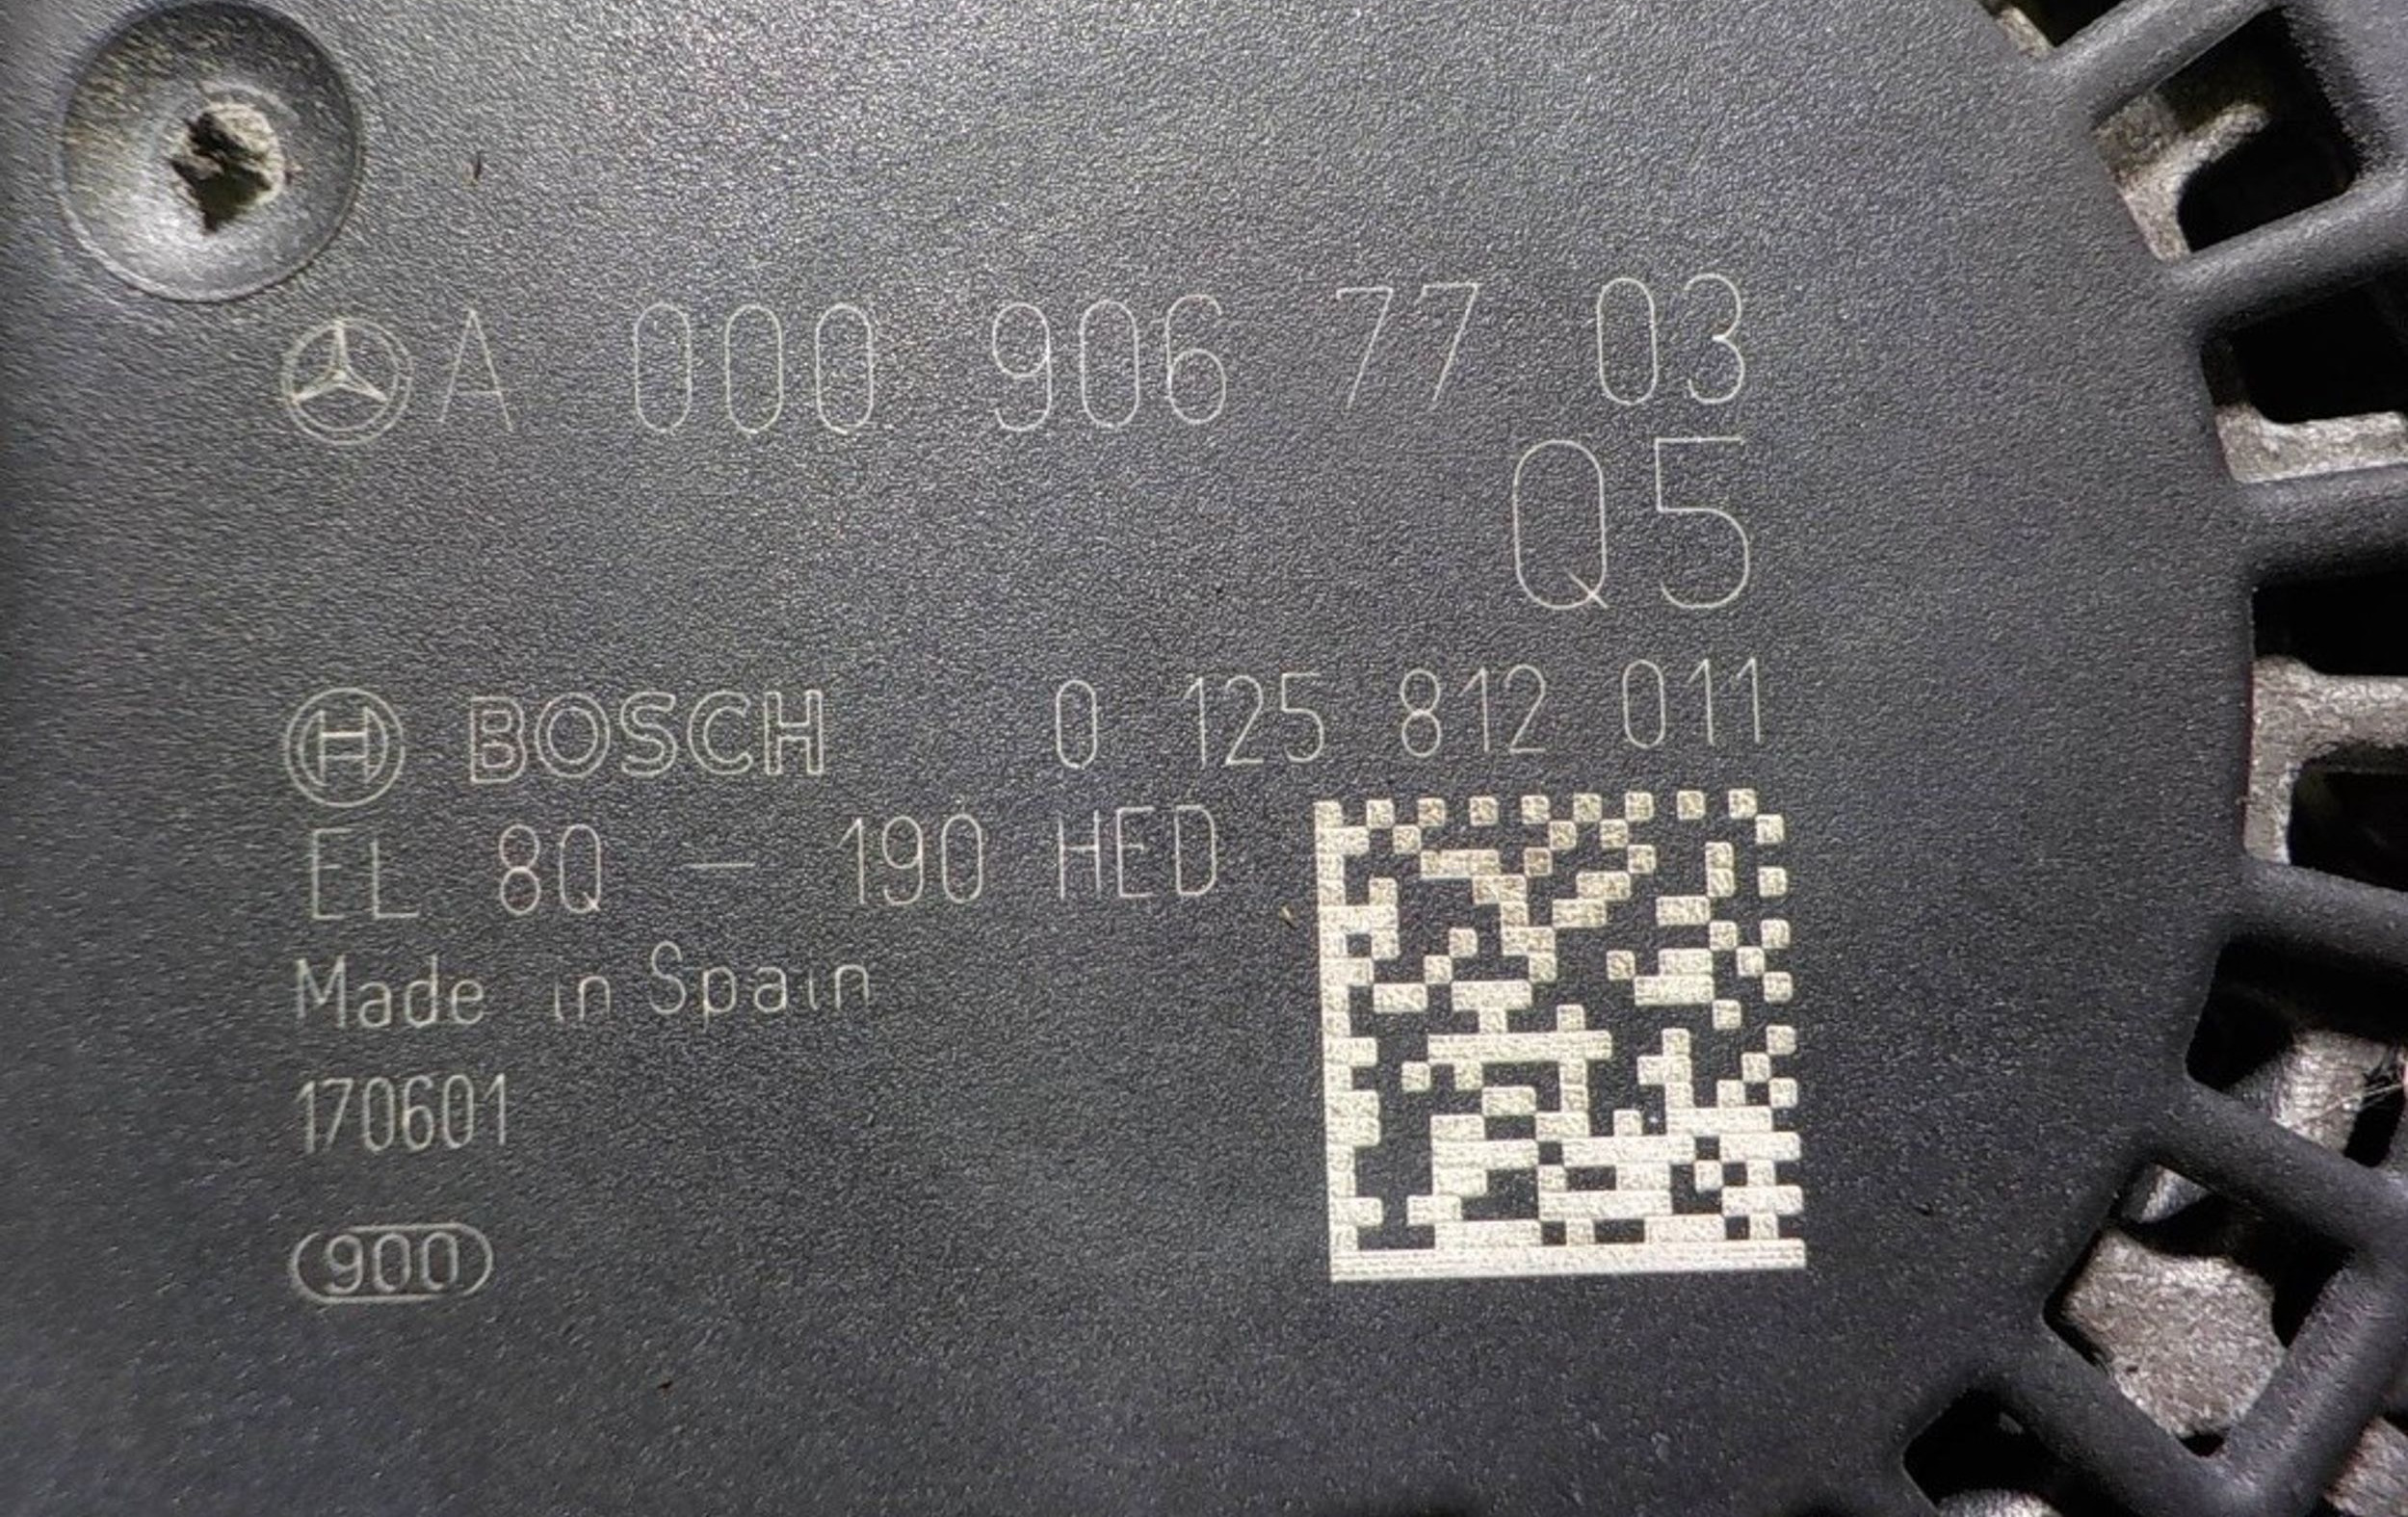 A 000 906 77 03
Q5
BOSCH 0 125 812 011
EL 8Q – 190 HED
Made in Spain
170601
900